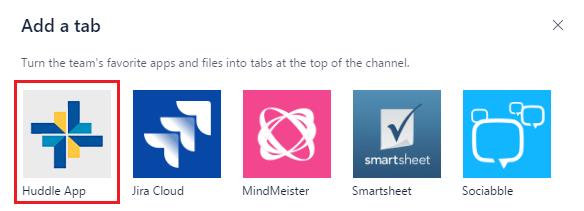 Add a tab
Turn the team's favorite apps and files into tabs at the top of the channel.
smartsheet
Huddle App
Jira Cloud
MindMeister
Smartsheet
Sociabble